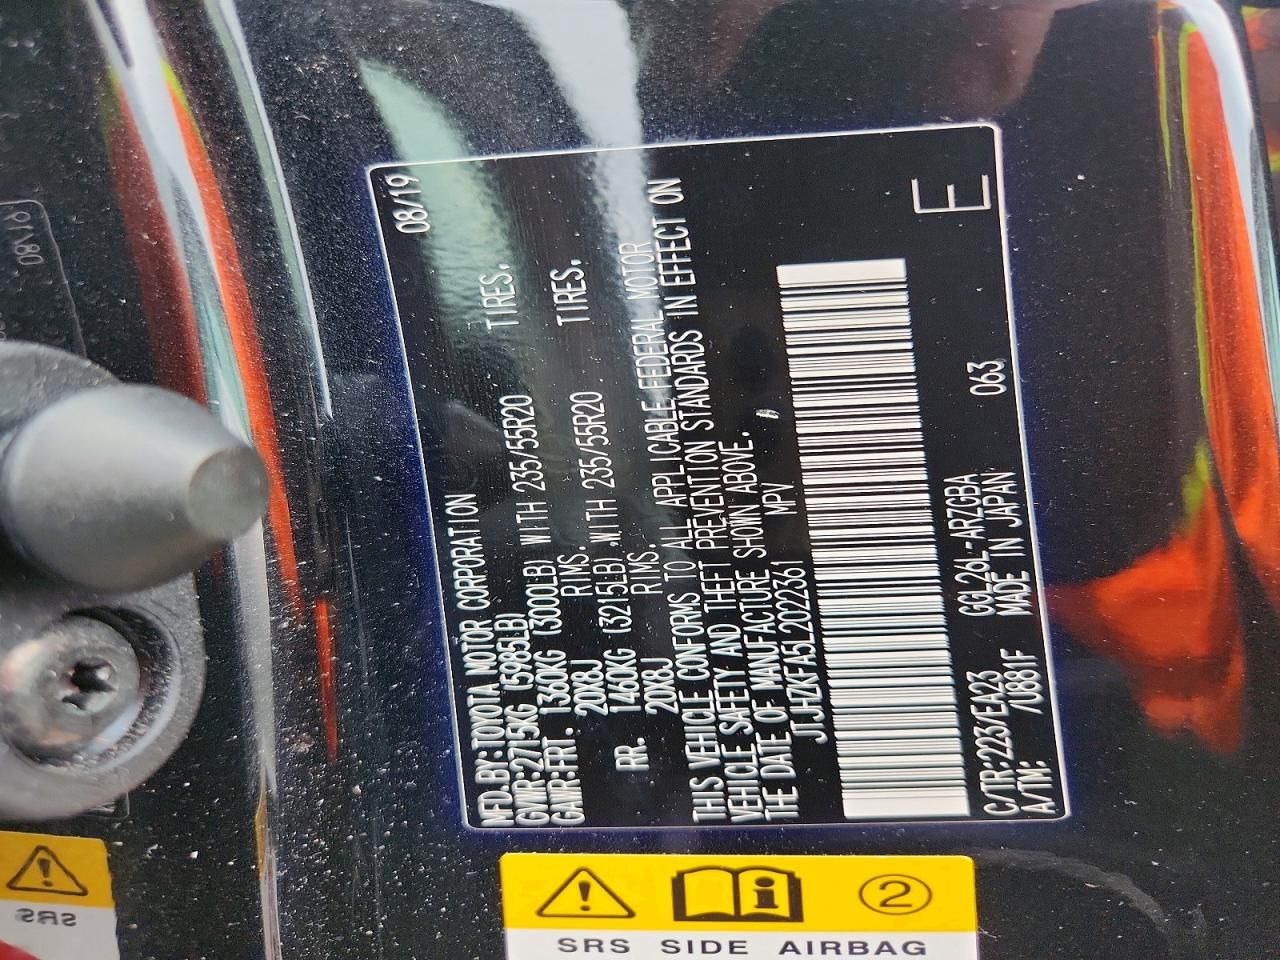 MFD.BY:TOYOTA MOTOR CORPORATION 08/19
GVWR:2715KG (5985LB)
GAWR:FRT. 1360KG (3000LB) WITH 235/55R20 TIRES.
20X8J RIMS.
RR. 1460KG (3215LB) WITH 235/55R20 TIRES.
20X8J RIMS.
THIS VEHICLE CONFORMS TO ALL APPLICABLE FEDERAL MOTOR
VEHICLE SAFETY AND THEFT PREVENTION STANDARDS IN EFFECT ON
THE DATE OF MANUFACTURE SHOWN ABOVE.
JTJHZKFA5L2022361 MPV
C/TR:223/EA23 GGL26L-ARZGBA 063
A/TM: /0881F MADE IN JAPAN
E
2
SRS SIDE AIRBAG
SRS